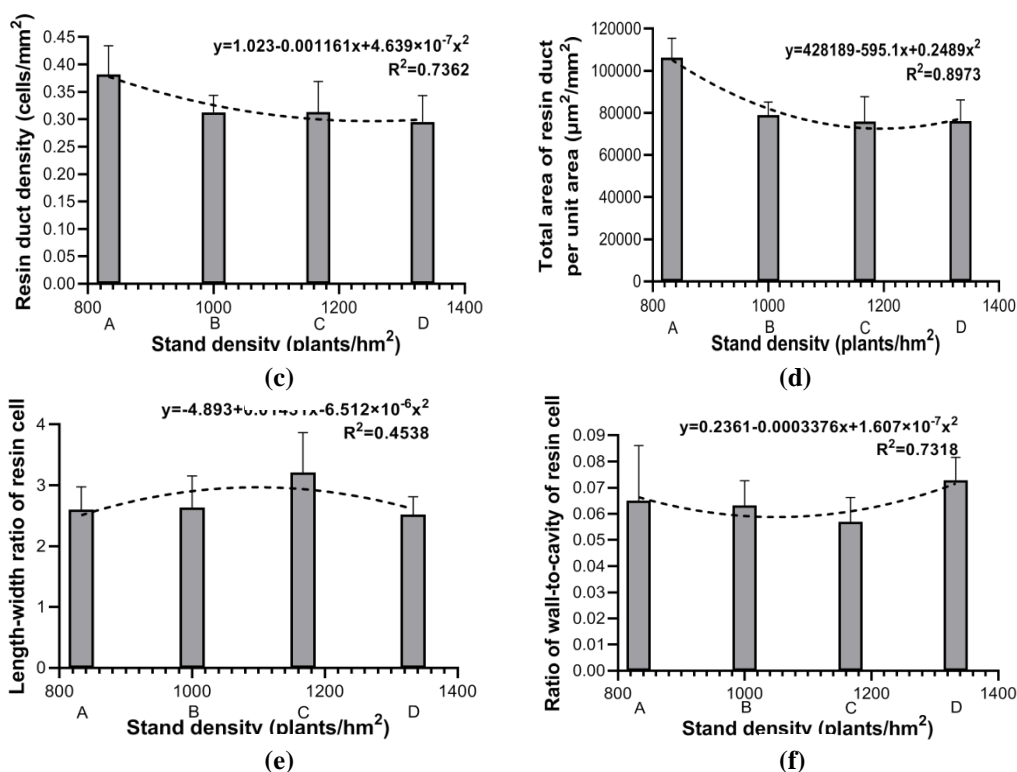 Resin duct density (cells/mm²)
0.45
0.40
0.35
0.30
0.25
0.20
0.15
0.10
0.05
0.00
y=1.023-0.001161x+4.639×10⁻⁷x²
R²=0.7362
800 1000 1200 1400
A B C D
Stand density (plants/hm²)
(c)
Total area of resin duct
per unit area (μm²/mm²)
120000
100000
80000
60000
40000
20000
0
y=428189-595.1x+0.2489x²
R²=0.8973
800 1000 1200 1400
A B C D
Stand density (plants/hm²)
(d)
Length-width ratio of resin cell
4
3
2
1
0
y=-4.893+ -6.512×10⁻⁶x²
R²=0.4538
800 1000 1200 1400
A B C D
Stand density (plants/hm²)
(e)
Ratio of wall-to-cavity of resin cell
0.09
0.08
0.07
0.06
0.05
0.04
0.03
0.02
0.01
0.00
y=0.2361-0.0003376x+1.607×10⁻⁷x²
R²=0.7318
800 1000 1200 1400
A B C D
Stand density (plants/hm²)
(f)